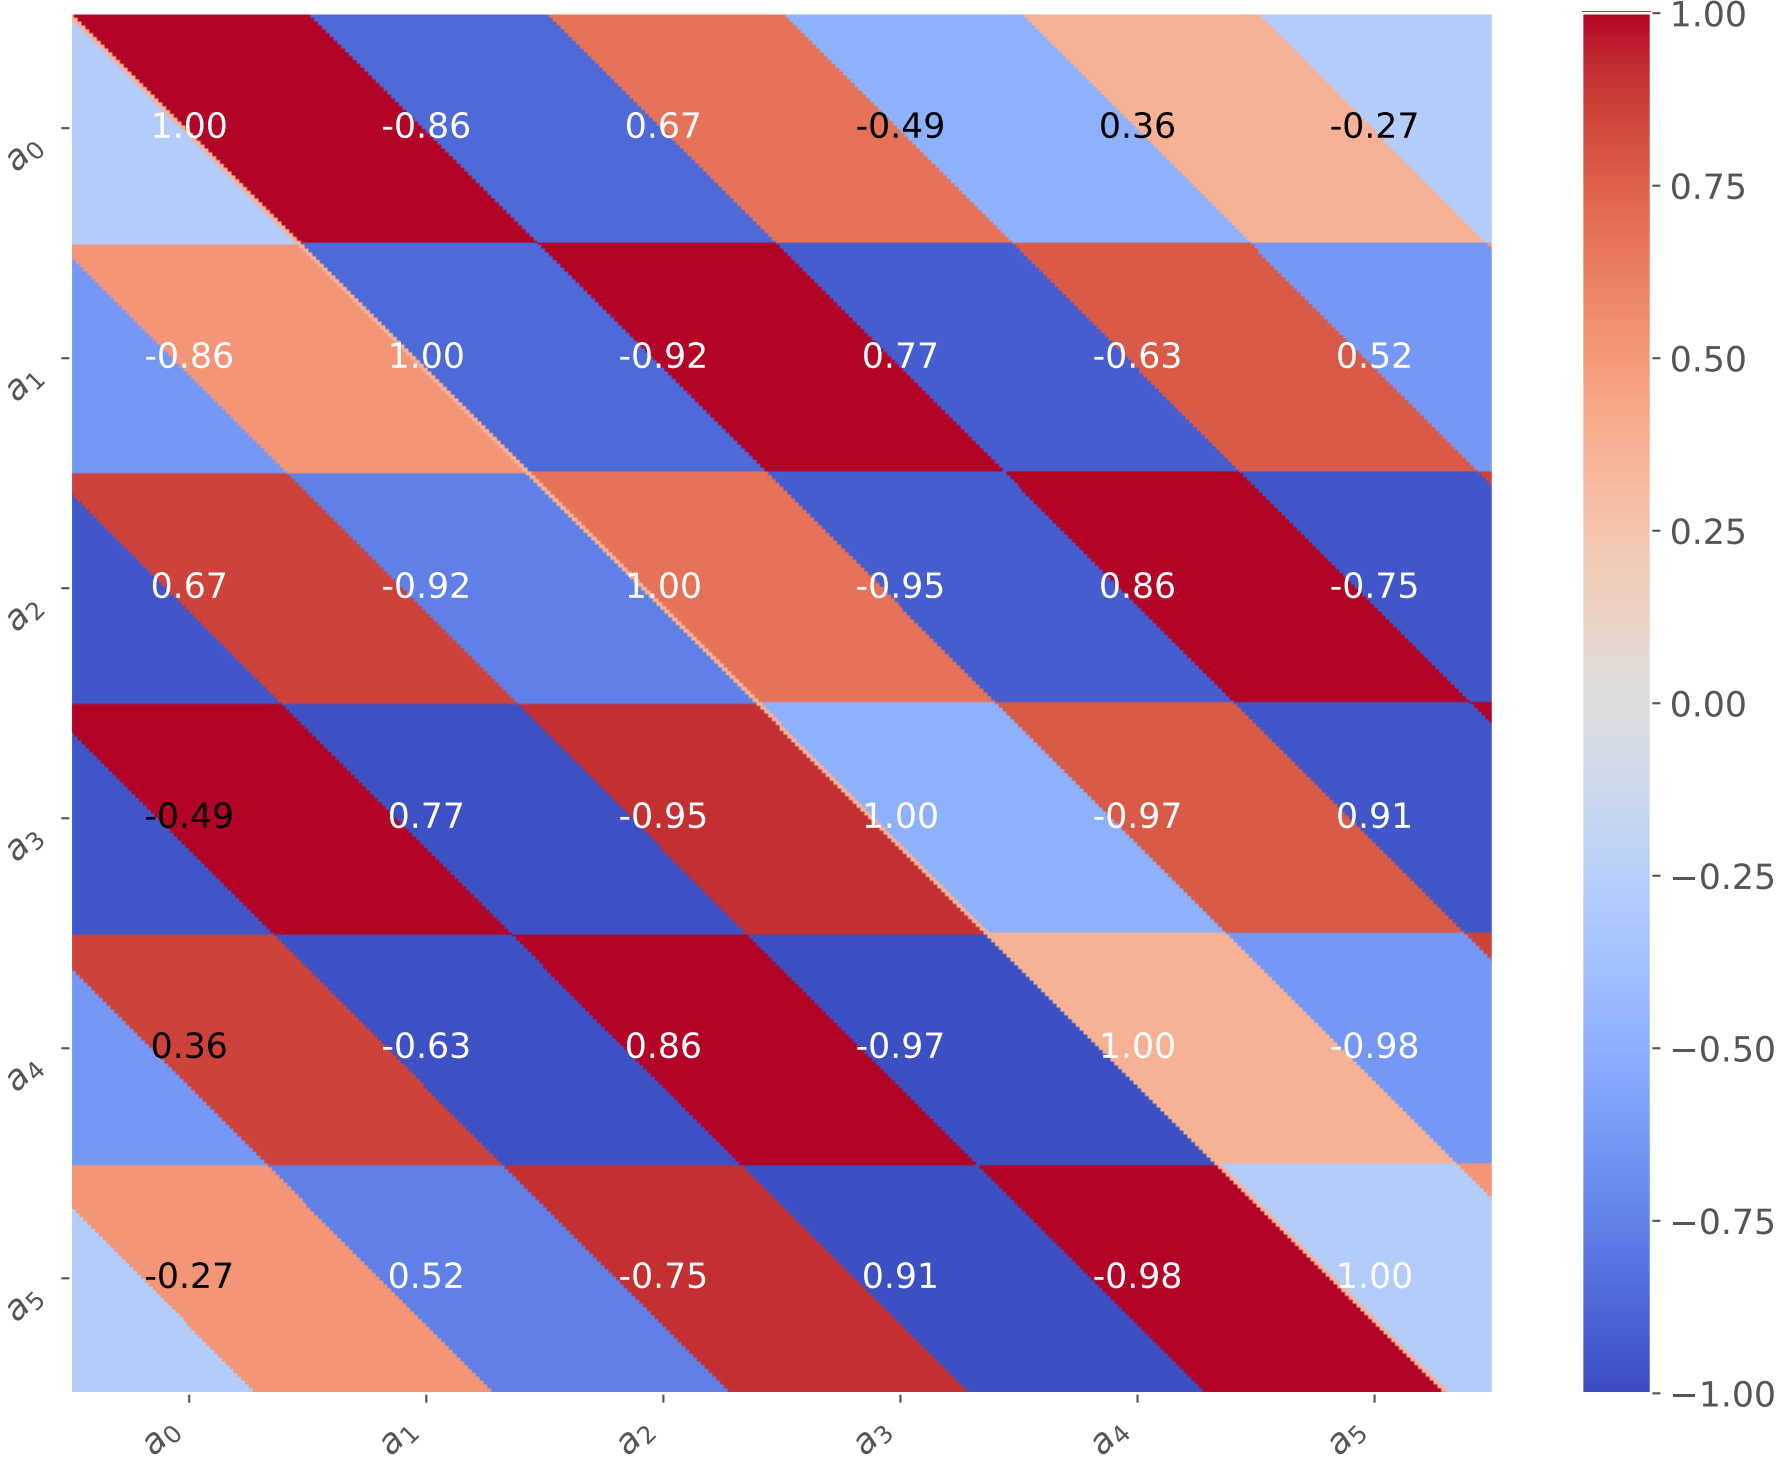 a0 1.00 -0.86 0.67 -0.49 0.36 -0.27
a1 -0.86 1.00 -0.92 0.77 -0.63 0.52
a2 0.67 -0.92 1.00 -0.95 0.86 -0.75
a3 -0.49 0.77 -0.95 1.00 -0.97 0.91
a4 0.36 -0.63 0.86 -0.97 1.00 -0.98
a5 -0.27 0.52 -0.75 0.91 -0.98 1.00
a0 a1 a2 a3 a4 a5
1.00
0.75
0.50
0.25
0.00
−0.25
−0.50
−0.75
−1.00